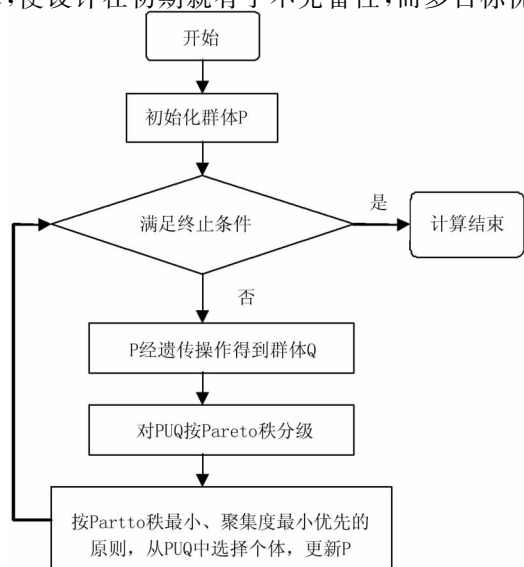 使设计在初期就有了不完备性,而多目标优
开始
初始化群体P
满足终止条件
是
计算结束
否
P经遗传操作得到群体Q
对PUQ按Pareto秩分级
按Partto秩最小、聚集度最小优先的
原则，从PUQ中选择个体，更新P